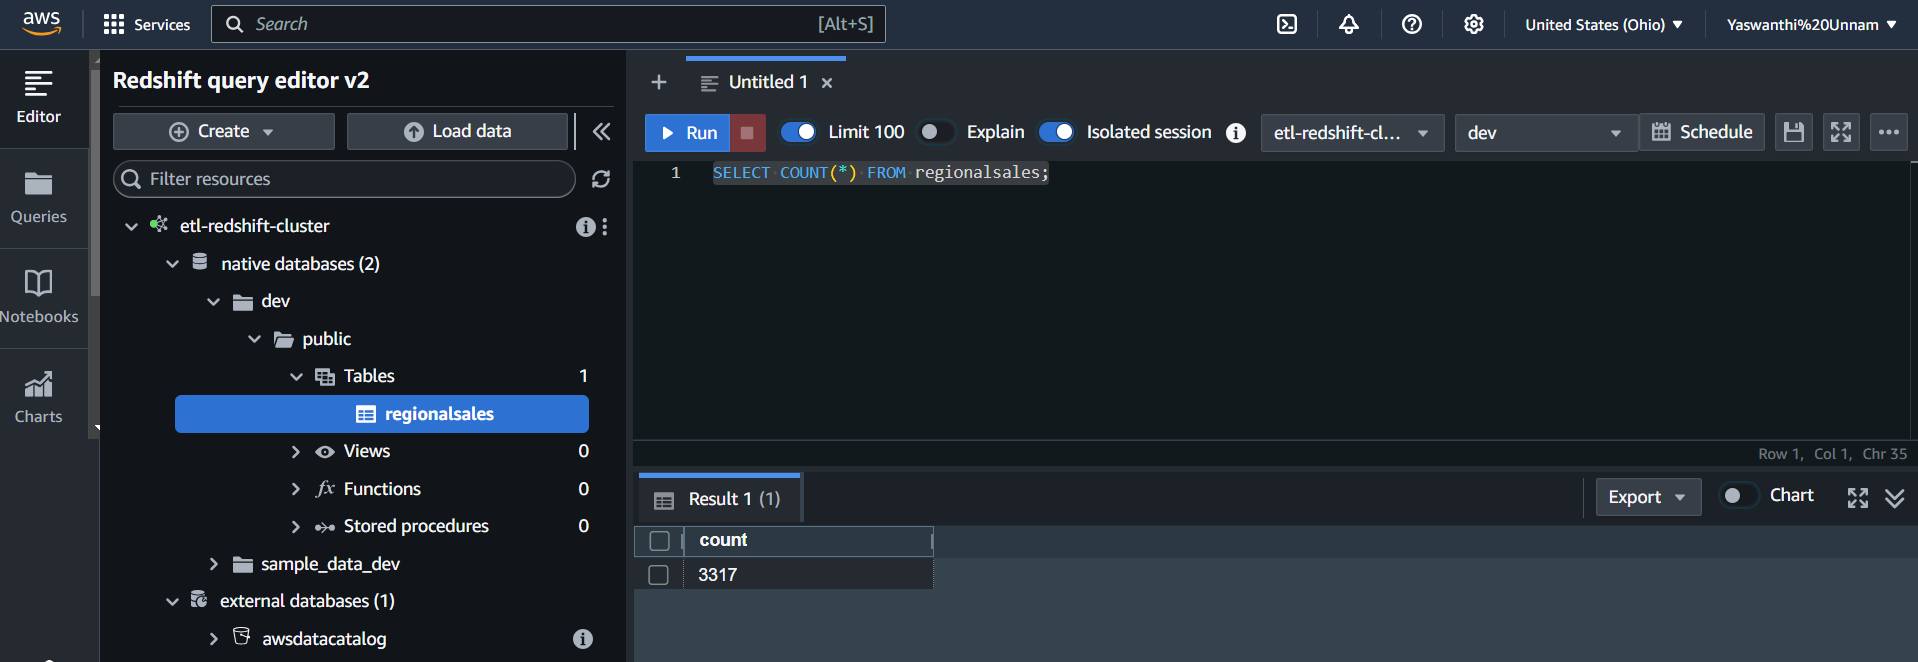 aws
Services
Search
[Alt+S]
United States (Ohio)
Yaswanthi%20Unnam
Editor
Queries
Notebooks
Charts
Redshift query editor v2
Create
Load data
Filter resources
etl-redshift-cluster
native databases (2)
dev
public
Tables 1
regionalsales
Views 0
fx Functions 0
Stored procedures 0
sample_data_dev
external databases (1)
awsdatacatalog
Untitled 1
Run
Limit 100
Explain
Isolated session
etl-redshift-cl...
dev
Schedule
1 SELECT COUNT(*) FROM regionalsales;
Row 1, Col 1, Chr 35
Result 1 (1)
Export
Chart
count
3317